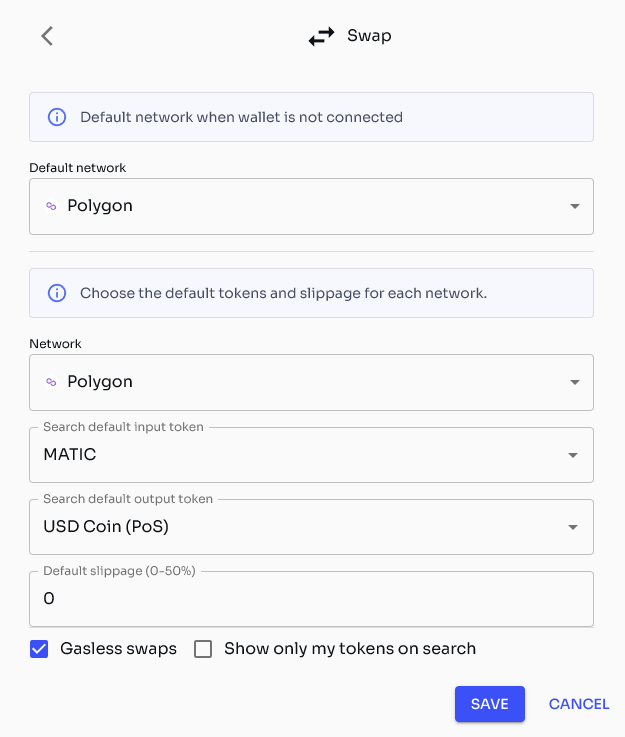 Swap
Default network when wallet is not connected
Default network
Polygon
Choose the default tokens and slippage for each network.
Network
Polygon
Search default input token
MATIC
Search default output token
USD Coin (PoS)
Default slippage (0-50%)
0
Gasless swaps Show only my tokens on search
SAVE CANCEL